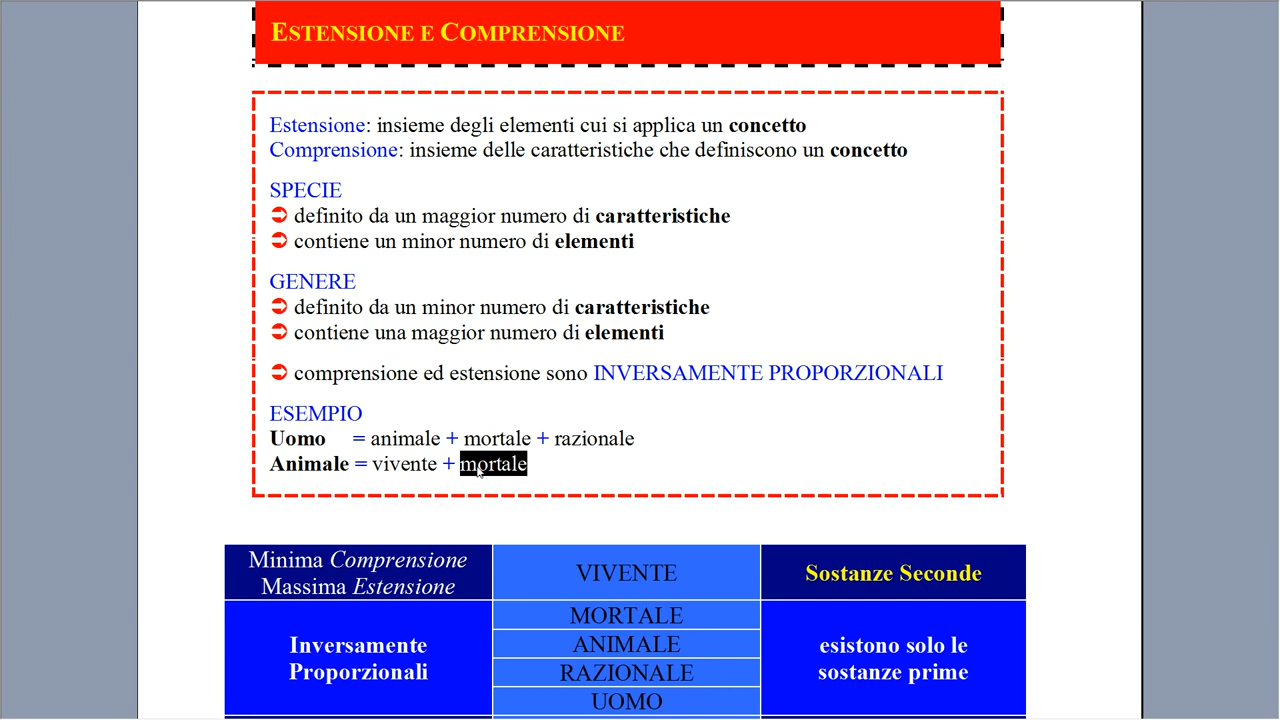 ESTENSIONE E COMPRENSIONE
Estensione: insieme degli elementi cui si applica un concetto
Comprensione: insieme delle caratteristiche che definiscono un concetto
SPECIE
➲ definito da un maggior numero di caratteristiche
➲ contiene un minor numero di elementi
GENERE
➲ definito da un minor numero di caratteristiche
➲ contiene una maggior numero di elementi
➲ comprensione ed estensione sono INVERSAMENTE PROPORZIONALI
ESEMPIO
Uomo = animale + mortale + razionale
Animale = vivente + mortale
Minima Comprensione
Massima Estensione
VIVENTE
Sostanze Seconde
Inversamente
Proporzionali
MORTALE
ANIMALE
RAZIONALE
UOMO
esistono solo le
sostanze prime